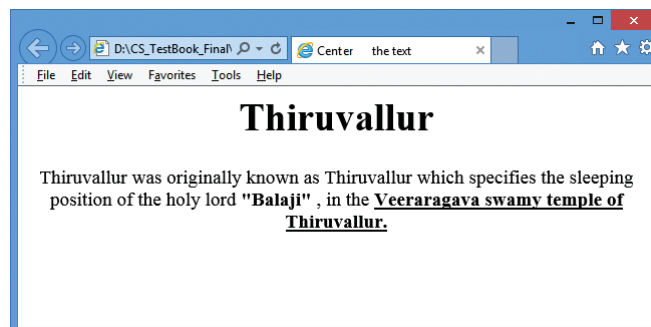 D:\CS_TestBook_Final\
Center the text
File Edit View Favorites Tools Help
Thiruvallur
Thiruvallur was originally known as Thiruvallur which specifies the sleeping
position of the holy lord "Balaji" , in the Veeraragava swamy temple of
Thiruvallur.